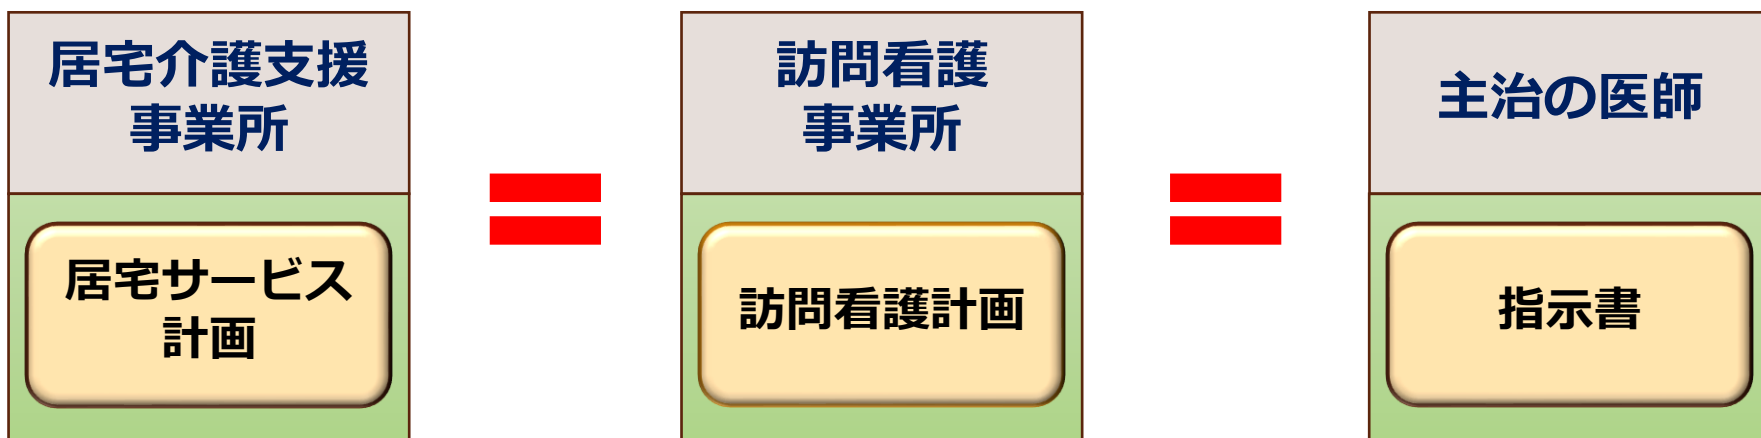 居宅介護支援
事業所
居宅サービス
計画
訪問看護
事業所
訪問看護計画
主治の医師
指示書